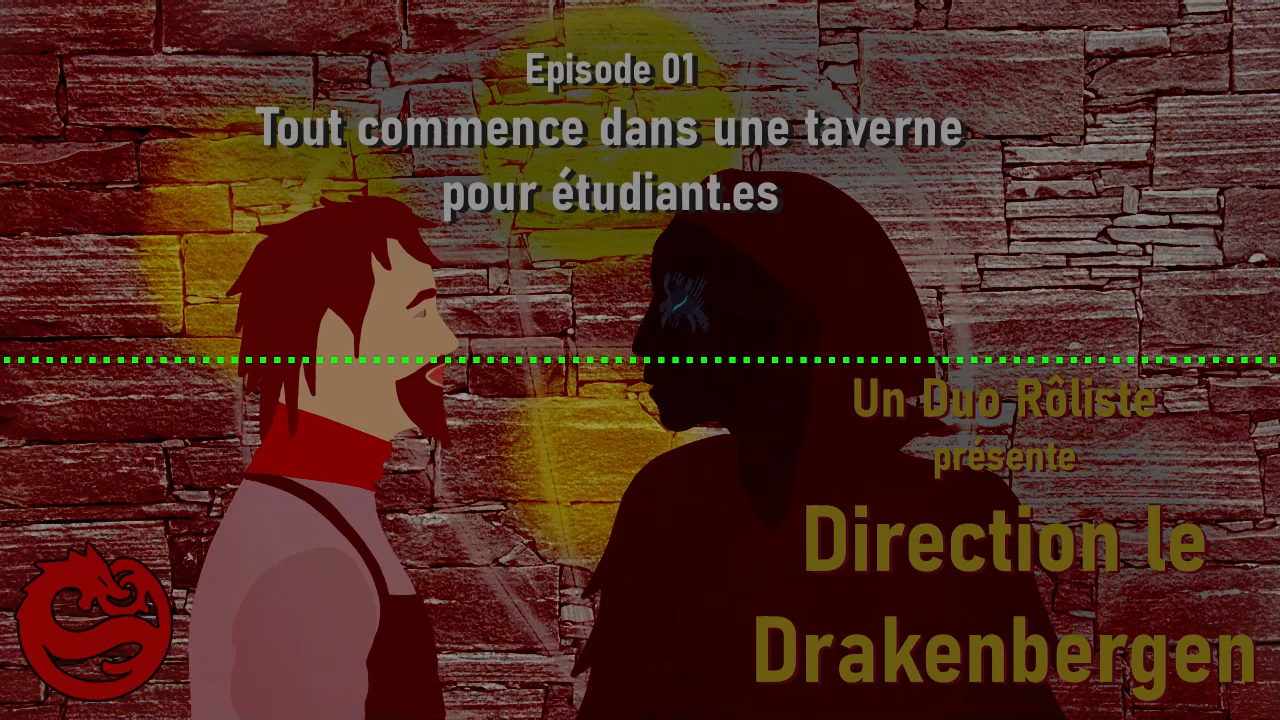 Episode 01
Tout commence dans une taverne
pour étudiant.es
Un Duo Rôliste
présente
Direction le
Drakenbergen